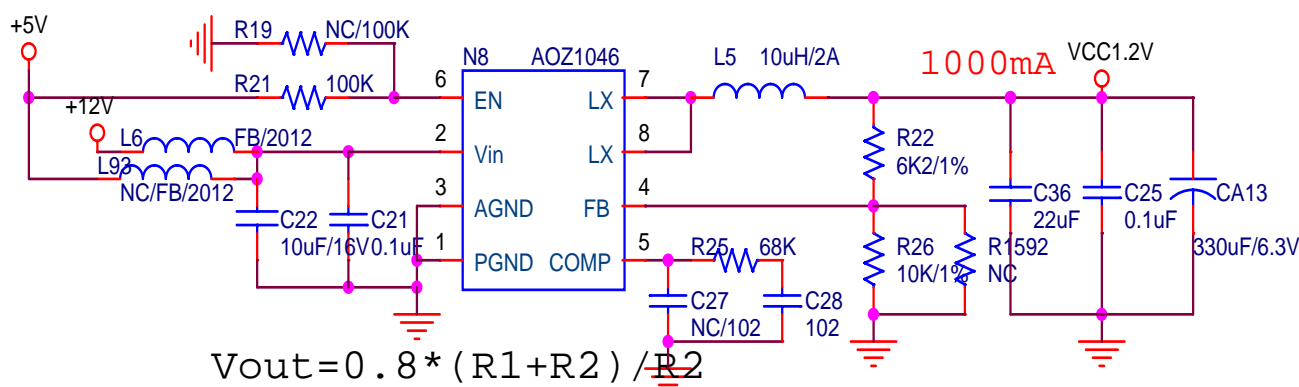 +5V
R19 NC/100K
N8 AOZ1046
L5 10uH/2A
1000mA
VCC1.2V
R21 100K
6 EN
7 LX
+12V
L6 FB/2012
2 Vin
8 LX
R22
6K2/1%
L93
NC/FB/2012
3 AGND
4 FB
C36
22uF
C25
0.1uF
CA13
330uF/6.3V
C22
10uF/16V
C21
0.1uF
1 PGND
5 COMP
R25 68K
R26
10K/1%
R1592
NC
C27
NC/102
C28
102
Vout=0.8*(R1+R2)/R2